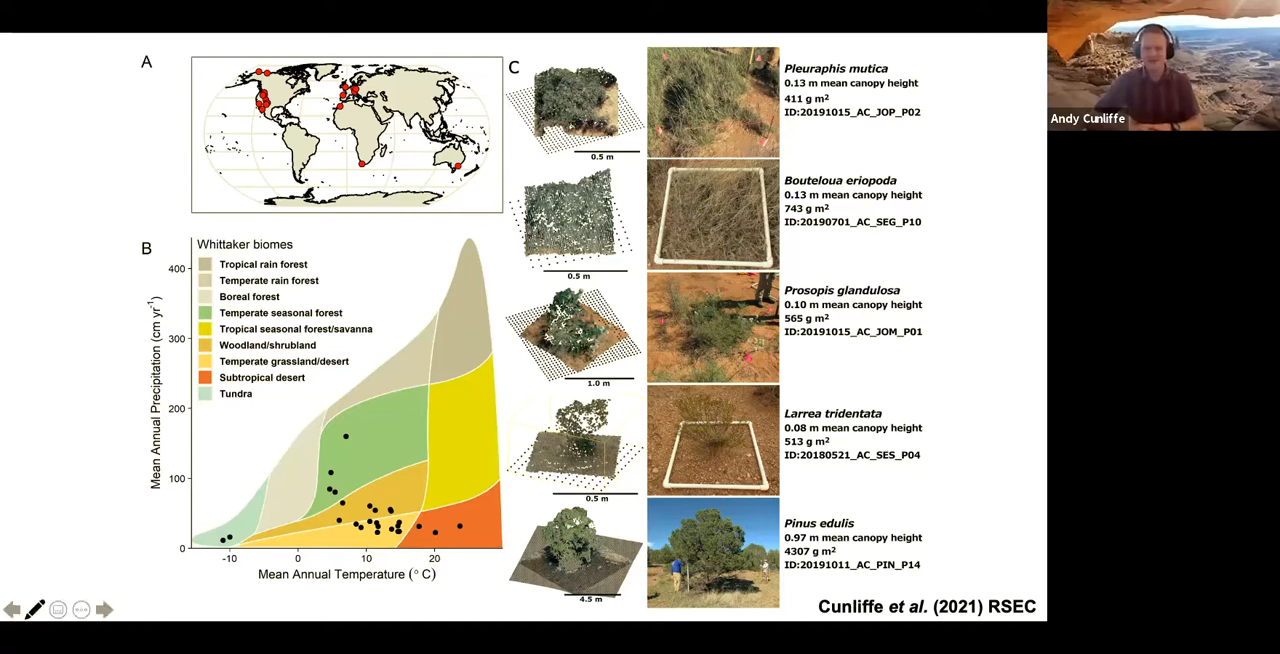 A
B
Whittaker biomes
Tropical rain forest
Temperate rain forest
Boreal forest
Temperate seasonal forest
Tropical seasonal forest/savanna
Woodland/shrubland
Temperate grassland/desert
Subtropical desert
Tundra
Mean Annual Precipitation (cm yr⁻¹)
400
300
200
100
0
-10
0
10
20
Mean Annual Temperature (° C)
C
0.5 m
Pleuraphis mutica
0.13 m mean canopy height
411 g m²
ID:20191015_AC_JOP_P02
0.5 m
Bouteloua eriopoda
0.13 m mean canopy height
743 g m²
ID:20190701_AC_SEG_P10
1.0 m
Prosopis glandulosa
0.10 m mean canopy height
565 g m²
ID:20191015_AC_JOM_P01
0.5 m
Larrea tridentata
0.08 m mean canopy height
513 g m²
ID:20180521_AC_SES_P04
4.5 m
Pinus edulis
0.97 m mean canopy height
4307 g m²
ID:20191011_AC_PIN_P14
Cunliffe et al. (2021) RSEC
Andy Cunliffe